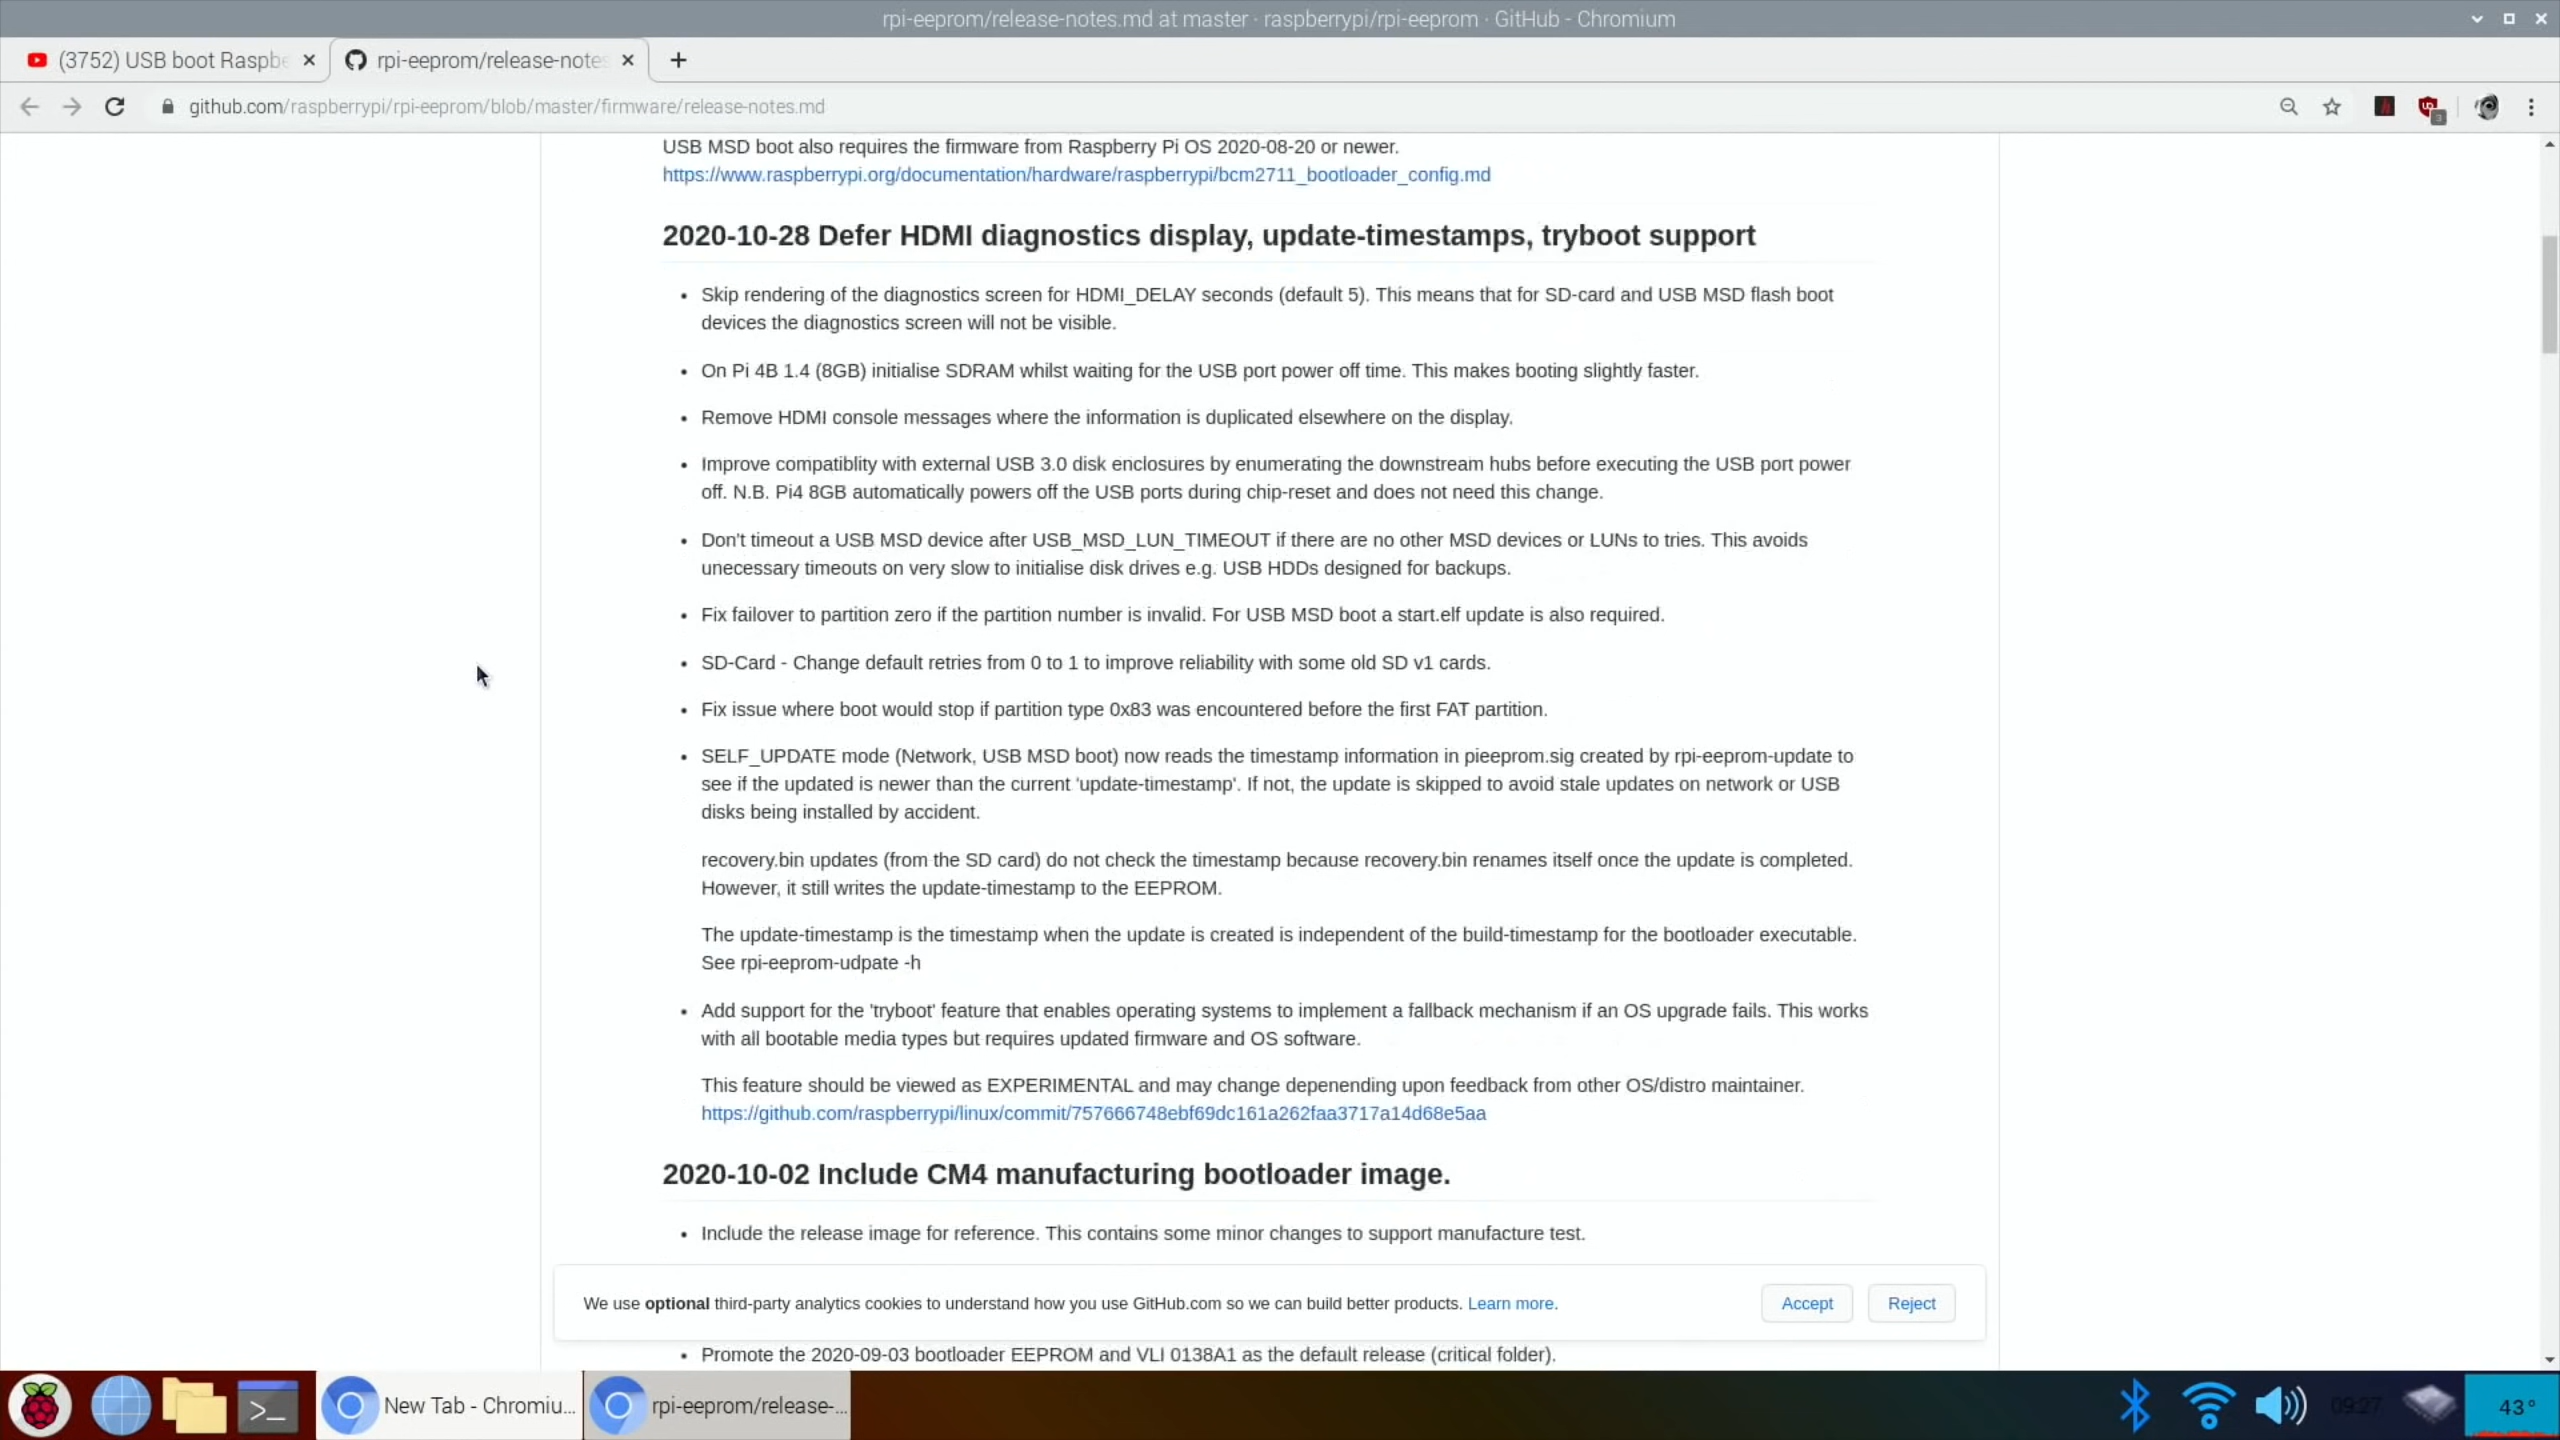 rpi-eeprom/release-notes.md at master · raspberrypi/rpi-eeprom · GitHub - Chromium
(3752) USB boot Raspbe
rpi-eeprom/release-notes
github.com/raspberrypi/rpi-eeprom/blob/master/firmware/release-notes.md
3
USB MSD boot also requires the firmware from Raspberry Pi OS 2020-08-20 or newer.
https://www.raspberrypi.org/documentation/hardware/raspberrypi/bcm2711_bootloader_config.md
2020-10-28 Defer HDMI diagnostics display, update-timestamps, tryboot support
• Skip rendering of the diagnostics screen for HDMI_DELAY seconds (default 5). This means that for SD-card and USB MSD flash boot
devices the diagnostics screen will not be visible.
• On Pi 4B 1.4 (8GB) initialise SDRAM whilst waiting for the USB port power off time. This makes booting slightly faster.
• Remove HDMI console messages where the information is duplicated elsewhere on the display.
• Improve compatiblity with external USB 3.0 disk enclosures by enumerating the downstream hubs before executing the USB port power
off. N.B. Pi4 8GB automatically powers off the USB ports during chip-reset and does not need this change.
• Don't timeout a USB MSD device after USB_MSD_LUN_TIMEOUT if there are no other MSD devices or LUNs to tries. This avoids
unecessary timeouts on very slow to initialise disk drives e.g. USB HDDs designed for backups.
• Fix failover to partition zero if the partition number is invalid. For USB MSD boot a start.elf update is also required.
• SD-Card - Change default retries from 0 to 1 to improve reliability with some old SD v1 cards.
• Fix issue where boot would stop if partition type 0x83 was encountered before the first FAT partition.
• SELF_UPDATE mode (Network, USB MSD boot) now reads the timestamp information in pieeprom.sig created by rpi-eeprom-update to
see if the updated is newer than the current 'update-timestamp'. If not, the update is skipped to avoid stale updates on network or USB
disks being installed by accident.
recovery.bin updates (from the SD card) do not check the timestamp because recovery.bin renames itself once the update is completed.
However, it still writes the update-timestamp to the EEPROM.
The update-timestamp is the timestamp when the update is created is independent of the build-timestamp for the bootloader executable.
See rpi-eeprom-udpate -h
• Add support for the 'tryboot' feature that enables operating systems to implement a fallback mechanism if an OS upgrade fails. This works
with all bootable media types but requires updated firmware and OS software.
This feature should be viewed as EXPERIMENTAL and may change depenending upon feedback from other OS/distro maintainer.
https://github.com/raspberrypi/linux/commit/757666748ebf69dc161a262faa3717a14d68e5aa
2020-10-02 Include CM4 manufacturing bootloader image.
• Include the release image for reference. This contains some minor changes to support manufacture test.
We use optional third-party analytics cookies to understand how you use GitHub.com so we can build better products. Learn more.
Accept
Reject
• Promote the 2020-09-03 bootloader EEPROM and VLI 0138A1 as the default release (critical folder).
New Tab - Chromiu...
rpi-eeprom/release-...
09:27
43°